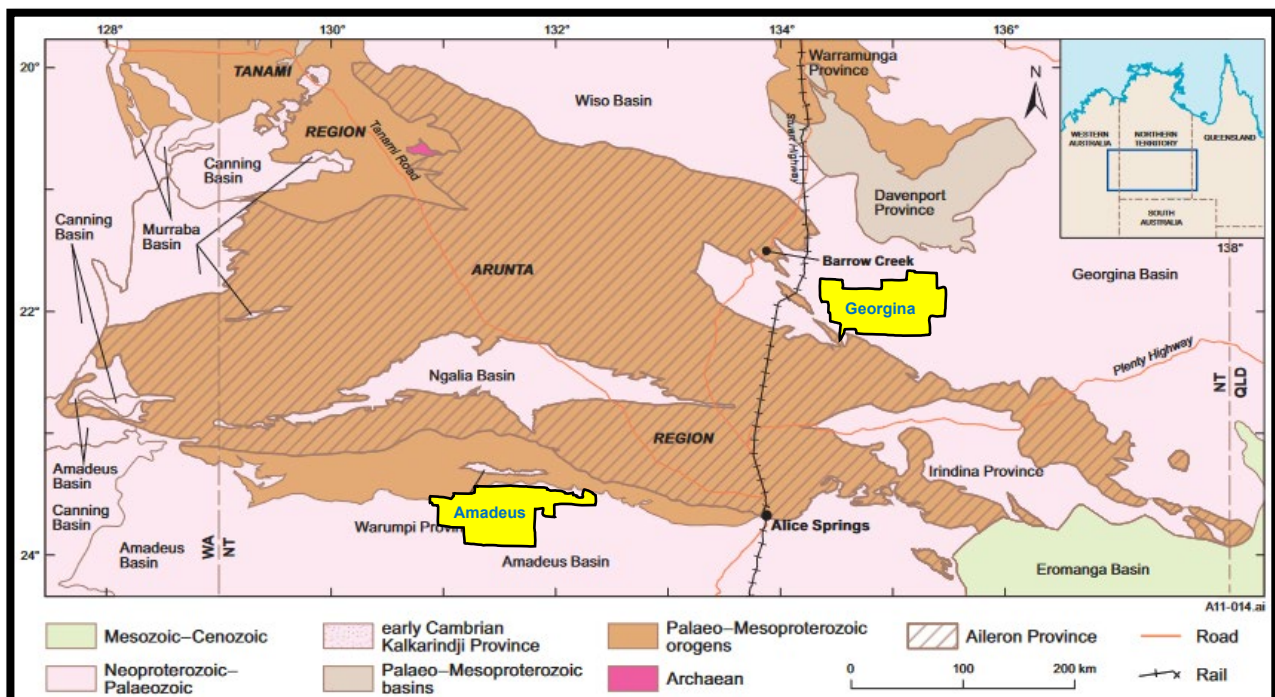 128°
130°
134°
136°
20°
TANAMI
Warramunga
Province
N
Wiso Basin
REGION
Tanami Road
Stuart Highway
WESTERN
AUSTRALIA
NORTHERN
TERRITORY
QUEENSLAND
SOUTH
AUSTRALIA
Canning
Basin
Davenport
Province
Canning
Basin
Murraba
Basin
138°
ARUNTA
Barrow Creek
Georgina Basin
22°
Georgina
Plenty Highway
Ngalia Basin
NT
QLD
REGION
Irindina Province
Amadeus
Basin
Canning
Basin
Amadeus
Warumpi Provin
Alice Springs
24°
Amadeus
Basin
WA
NT
Amadeus Basin
Eromanga Basin
A11-014.ai
Mesozoic–Cenozoic
early Cambrian
Kalkarindji Province
Palaeo–Mesoproterozoic
orogens
Aileron Province
Road
Neoproterozoic–
Palaeozoic
Palaeo–Mesoproterozoic
basins
Archaean
0
100
200 km
Rail